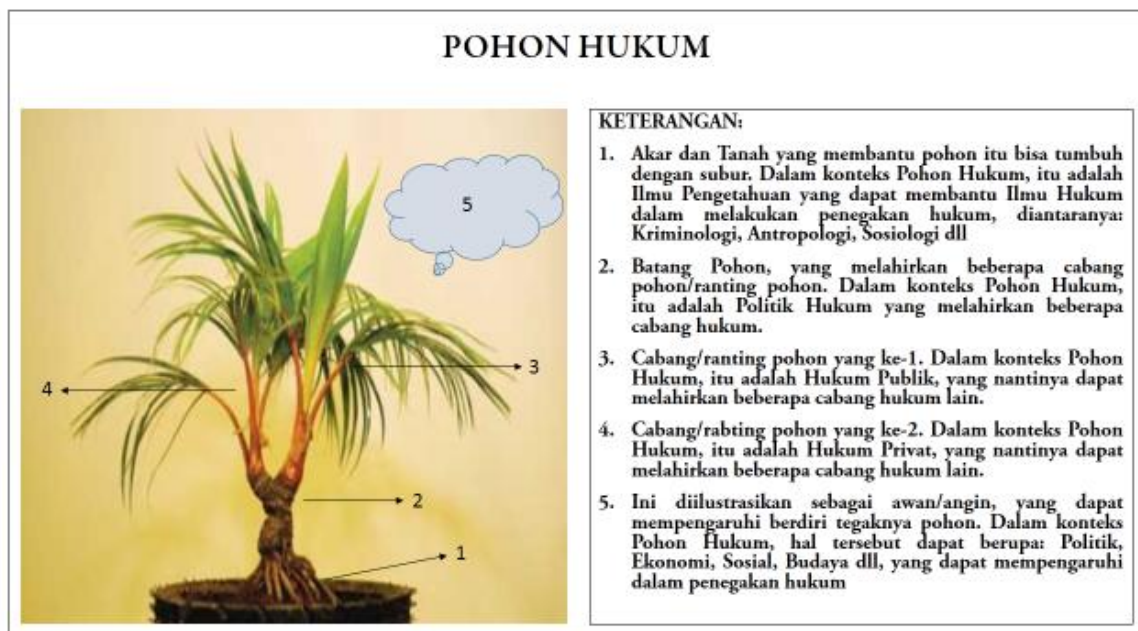 POHON HUKUM
5
4
3
2
1
KETERANGAN:
1. Akar dan Tanah yang membantu pohon itu bisa tumbuh
dengan subur. Dalam konteks Pohon Hukum, itu adalah
Ilmu Pengetahuan yang dapat membantu Ilmu Hukum
dalam melakukan penegakan hukum, diantaranya:
Kriminologi, Antropologi, Sosiologi dll
2. Batang Pohon, yang melahirkan beberapa cabang
pohon/ranting pohon. Dalam konteks Pohon Hukum,
itu adalah Politik Hukum yang melahirkan beberapa
cabang hukum.
3. Cabang/ranting pohon yang ke-1. Dalam konteks Pohon
Hukum, itu adalah Hukum Publik, yang nantinya dapat
melahirkan beberapa cabang hukum lain.
4. Cabang/rabting pohon yang ke-2. Dalam konteks Pohon
Hukum, itu adalah Hukum Privat, yang nantinya dapat
melahirkan beberapa cabang hukum lain.
5. Ini diilustrasikan sebagai awan/angin, yang dapat
mempengaruhi berdiri tegaknya pohon. Dalam konteks
Pohon Hukum, hal tersebut dapat berupa: Politik,
Ekonomi, Sosial, Budaya dll, yang dapat mempengaruhi
dalam penegakan hukum